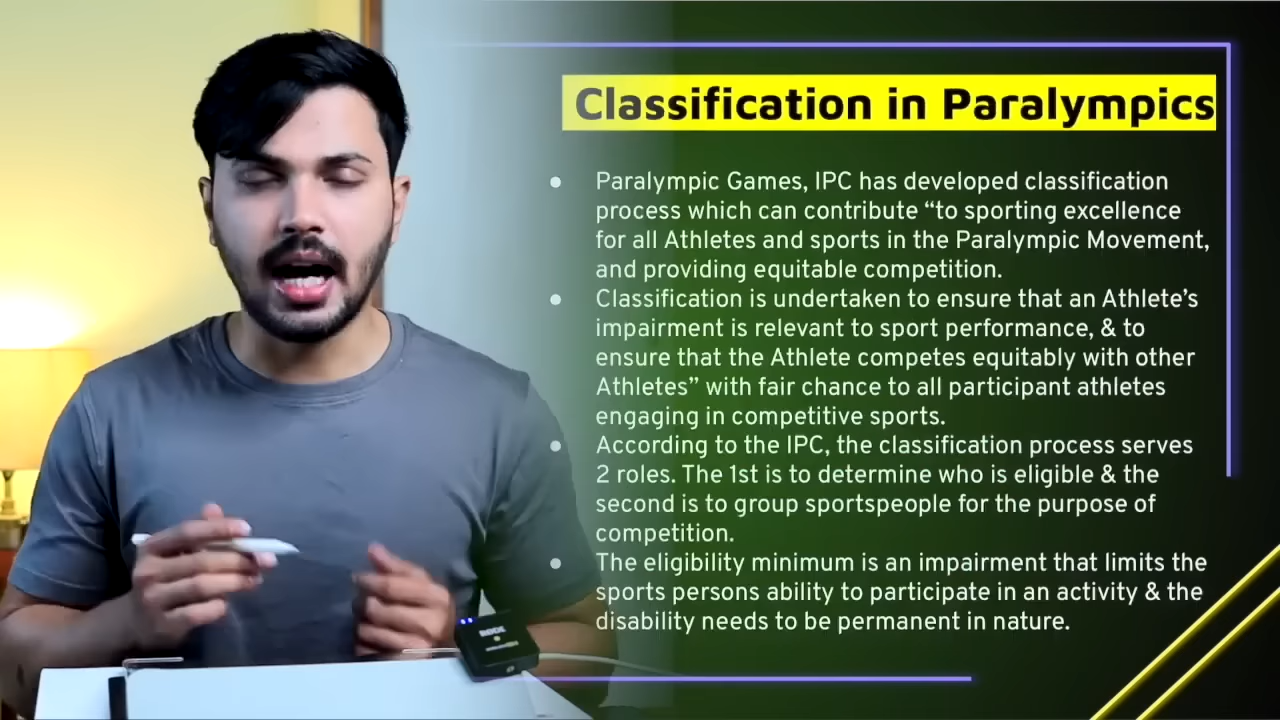 Classification in Paralympics
● Paralympic Games, IPC has developed classification
process which can contribute “to sporting excellence
for all Athletes and sports in the Paralympic Movement,
and providing equitable competition.
● Classification is undertaken to ensure that an Athlete’s
impairment is relevant to sport performance, & to
ensure that the Athlete competes equitably with other
Athletes” with fair chance to all participant athletes
engaging in competitive sports.
● According to the IPC, the classification process serves
2 roles. The 1st is to determine who is eligible & the
second is to group sportspeople for the purpose of
competition.
● The eligibility minimum is an impairment that limits the
sports persons ability to participate in an activity & the
disability needs to be permanent in nature.